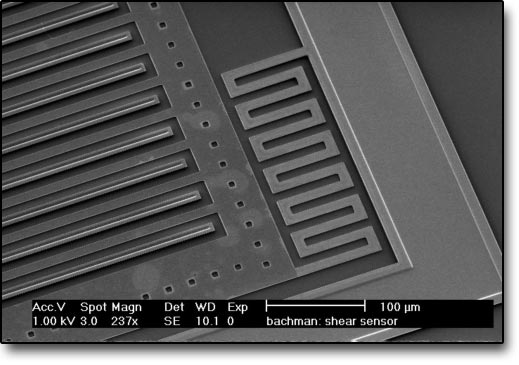 Acc.V Spot Magn Det WD Exp 100 µm
1.00 kV 3.0 237x SE 10.1 0 bachman: shear sensor